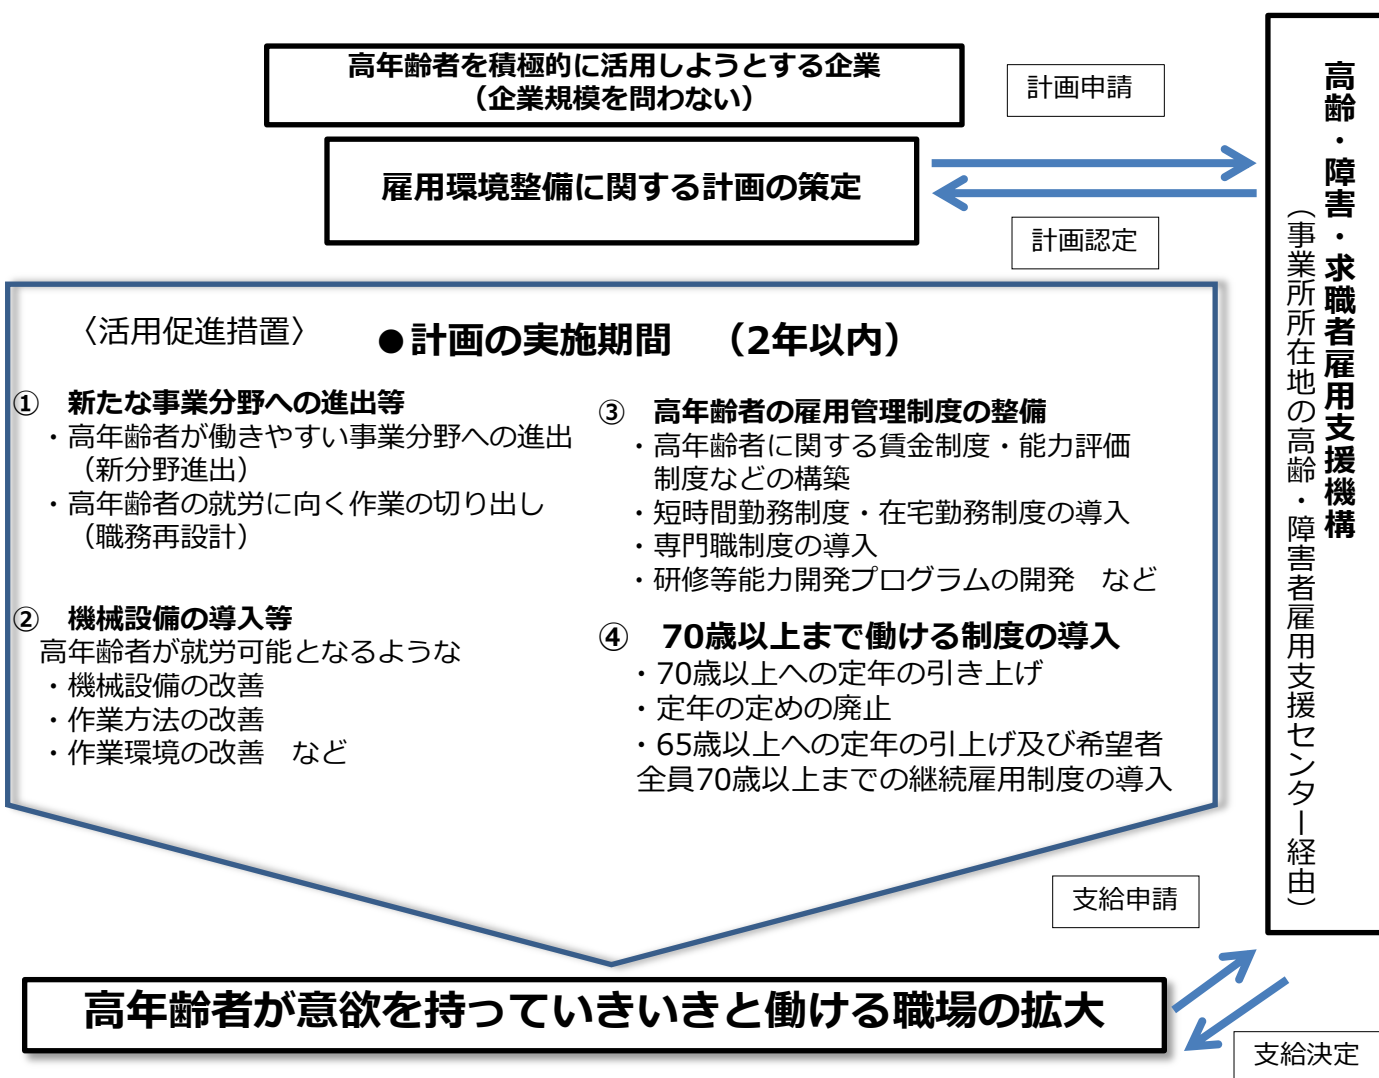 高年齢者を積極的に活用しようとする企業
（企業規模を問わない）
計画申請
雇用環境整備に関する計画の策定
計画認定
高齢・障害・求職者雇用支援機構
（事業所所在地の高齢・障害者雇用支援センター経由）
〈活用促進措置〉
●計画の実施期間　（2年以内）
①　新たな事業分野への進出等
・高年齢者が働きやすい事業分野への進出
（新分野進出）
・高年齢者の就労に向く作業の切り出し
（職務再設計）
②　機械設備の導入等
高年齢者が就労可能となるような
・機械設備の改善
・作業方法の改善
・作業環境の改善　など
③　高年齢者の雇用管理制度の整備
・高年齢者に関する賃金制度・能力評価
制度などの構築
・短時間勤務制度・在宅勤務制度の導入
・専門職制度の導入
・研修等能力開発プログラムの開発　など
④　70歳以上まで働ける制度の導入
・70歳以上への定年の引き上げ
・定年の定めの廃止
・65歳以上への定年の引上げ及び希望者
全員70歳以上までの継続雇用制度の導入
支給申請
高年齢者が意欲を持っていきいきと働ける職場の拡大
支給決定